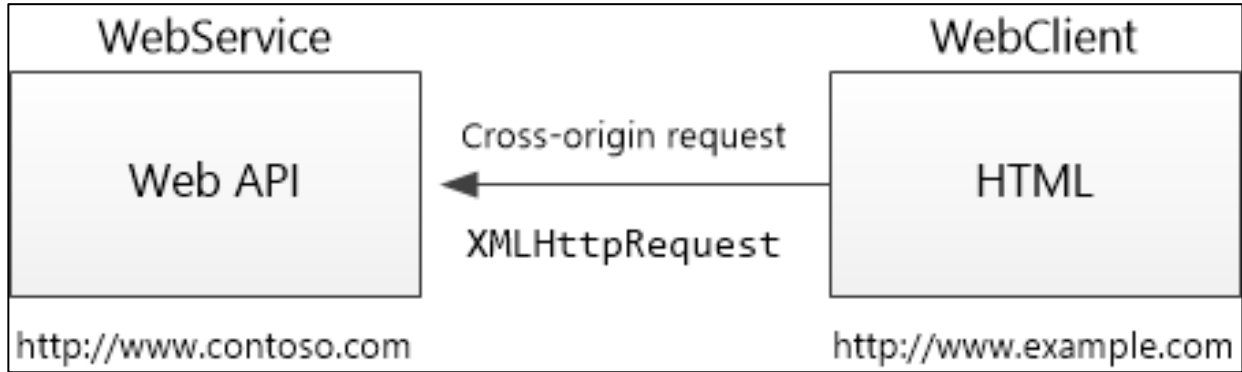 WebService
WebClient
Web API
Cross-origin request
XMLHttpRequest
HTML
http://www.contoso.com
http://www.example.com